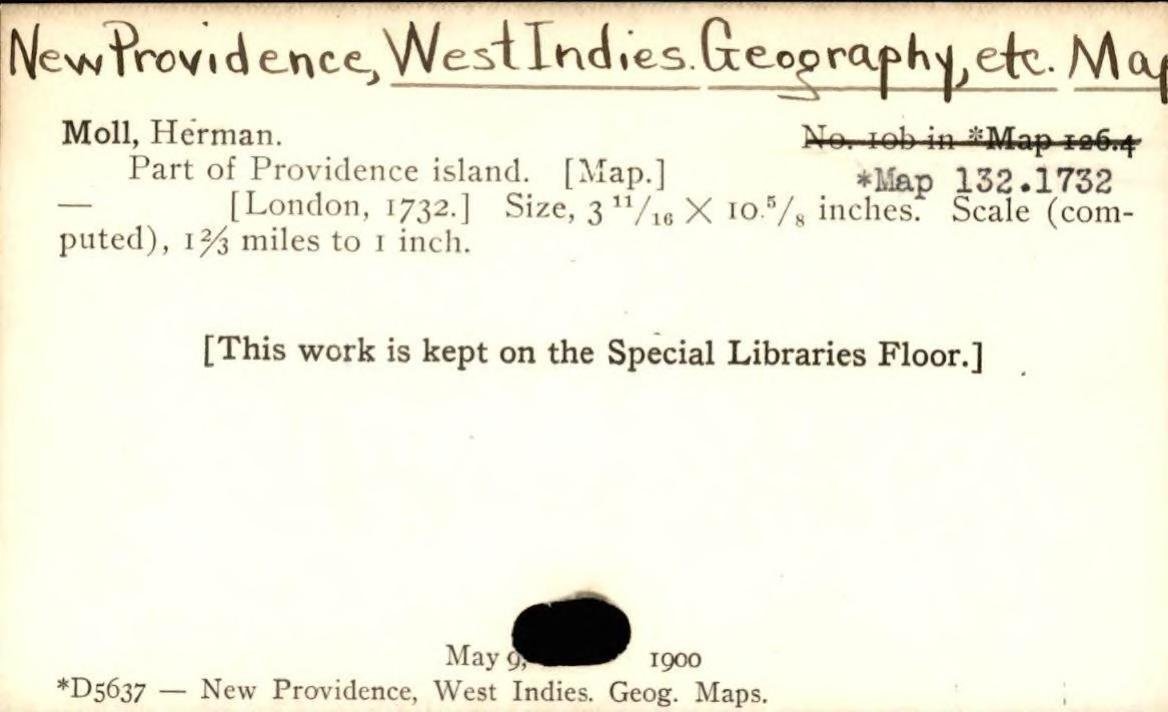 New Providence, West Indies. Geography, etc. Map
Moll, Herman. No. 10b in *Map 126.4
Part of Providence island. [Map.] *Map 132.1732
— [London, 1732.] Size, 3 11/16 X 10.5/8 inches. Scale (com-
puted), 1⅔ miles to 1 inch.
[This work is kept on the Special Libraries Floor.]
May 9, 1900
*D5637 — New Providence, West Indies. Geog. Maps.